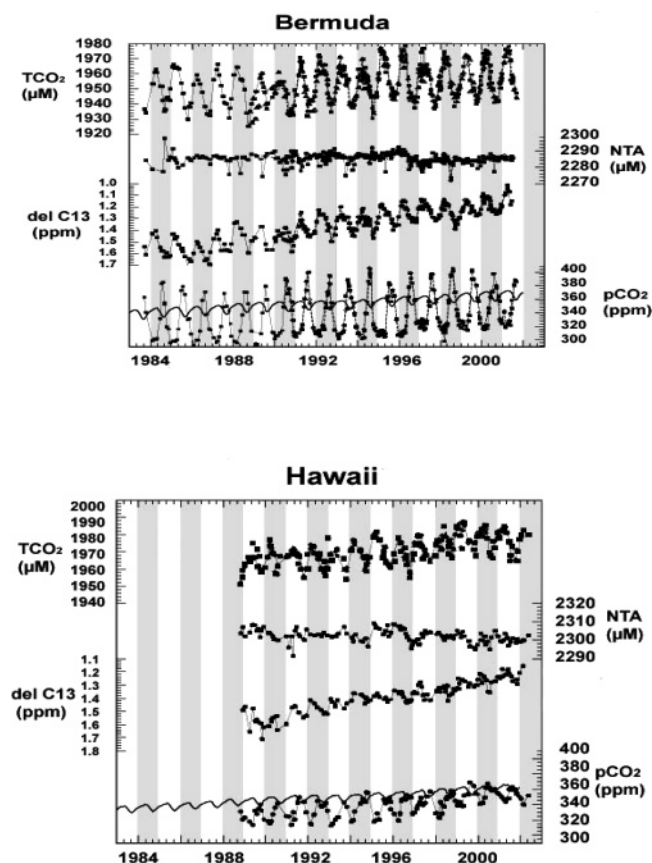 Bermuda
1980
1970
TCO₂ 1960
(µM) 1950
1940
1930
1920
2300
2290 NTA
2280 (µM)
2270
1.0
1.1
1.2
del C13 1.3
(ppm) 1.4
1.5
1.6
1.7
400
380
360 pCO₂
340 (ppm)
320
300
1984 1988 1992 1996 2000
Hawaii
2000
1990
1980
TCO₂ 1970
(µM) 1960
1950
1940
2320
2310 NTA
2300 (µM)
2290
1.1
1.2
1.3
del C13 1.4
(ppm) 1.5
1.6
1.7
1.8
400
380
360 pCO₂
340 (ppm)
320
300
1984 1988 1992 1996 2000